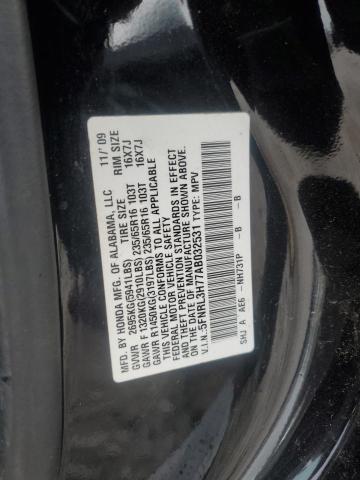 MFD. BY HONDA MFG. OF ALABAMA, LLC 11/'09
TIRE SIZE RIM SIZE
GVWR 2695KG(5941LBS)
GAWR F 1320KG(2910LBS) 235/65R16 103T 16X7J
GAWR R 1450KG(3197LBS) 235/65R16 103T 16X7J
THIS VEHICLE CONFORMS TO ALL APPLICABLE
FEDERAL MOTOR VEHICLE SAFETY
AND THEFT PREVENTION STANDARDS IN EFFECT
ON THE DATE OF MANUFACTURE SHOWN ABOVE.
V.I.N.:5FNRL3H77AB032531 TYPE: MPV
SHJ A AE6 -NH731P -B -B